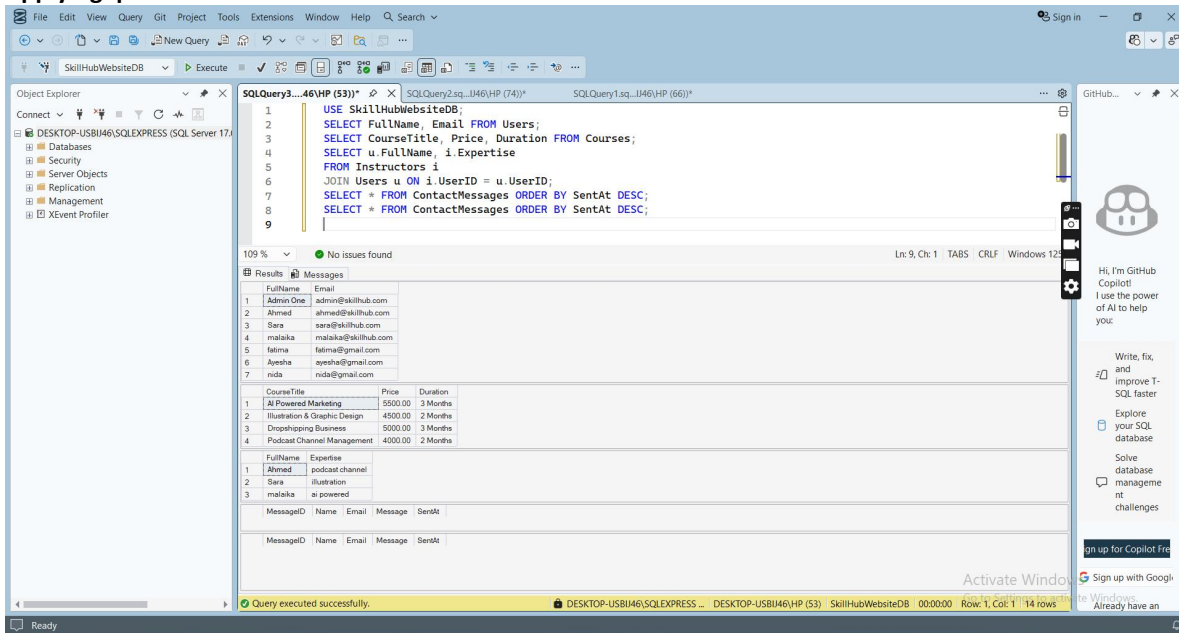 File Edit View Query Git Project Tools Extensions Window Help Search Sign in
New Query
SkillHubWebsiteDB Execute
Object Explorer
Connect
DESKTOP-USBIJ46\SQLEXPRESS (SQL Server 17.
Databases
Security
Server Objects
Replication
Management
XEvent Profiler
SQLQuery3....46\HP (53))* SQLQuery2.sq...IJ46\HP (74))* SQLQuery1.sq...IJ46\HP (66))*
1 USE SkillHubWebsiteDB;
2 SELECT FullName, Email FROM Users;
3 SELECT CourseTitle, Price, Duration FROM Courses;
4 SELECT u.FullName, i.Expertise
5 FROM Instructors i
6 JOIN Users u ON i.UserID = u.UserID;
7 SELECT * FROM ContactMessages ORDER BY SentAt DESC;
8 SELECT * FROM ContactMessages ORDER BY SentAt DESC;
9
109 % No issues found Ln: 9, Ch: 1 TABS CRLF Windows 125
Results Messages
FullName Email
1 Admin One admin@skillhub.com
2 Ahmed ahmed@skillhub.com
3 Sara sara@skillhub.com
4 malaika malaika@skillhub.com
5 fatima fatima@gmail.com
6 Ayesha ayesha@gmail.com
7 nida nida@gmail.com
CourseTitle Price Duration
1 AI Powered Marketing 5500.00 3 Months
2 Illustration & Graphic Design 4500.00 2 Months
3 Dropshipping Business 5000.00 3 Months
4 Podcast Channel Management 4000.00 2 Months
FullName Expertise
1 Ahmed podcast channel
2 Sara illustration
3 malaika ai powered
MessageID Name Email Message SentAt
MessageID Name Email Message SentAt
Query executed successfully. DESKTOP-USBIJ46\SQLEXPRESS ... DESKTOP-USBIJ46\HP (53) SkillHubWebsiteDB 00:00:00 Row: 1, Col: 1 14 rows
Ready
GitHub...
Hi, I'm GitHub
Copilot!
I use the power
of AI to help
you:
Write, fix,
and
improve T-
SQL faster
Explore
your SQL
database
Solve
database
manageme
nt
challenges
gn up for Copilot Fre
Sign up with Googl
Already have an
Activate Window